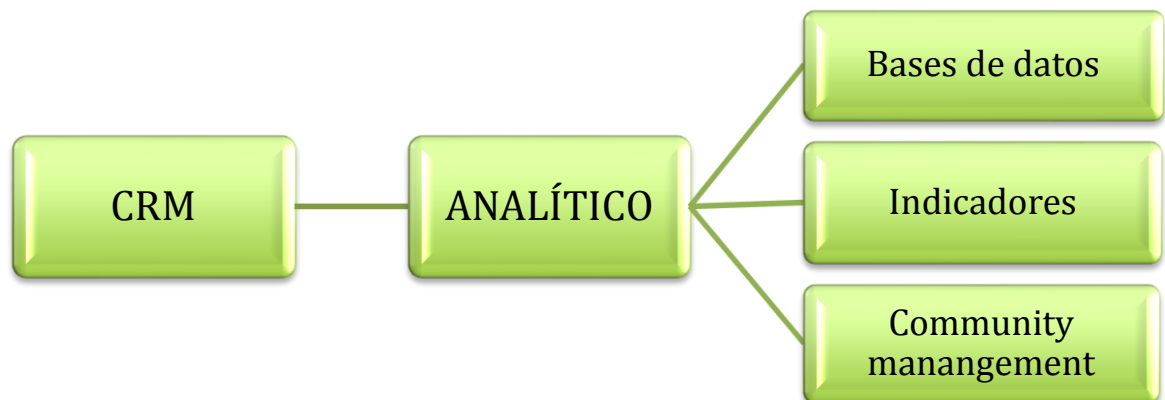 CRM
ANALÍTICO
Bases de datos
Indicadores
Community
manangement